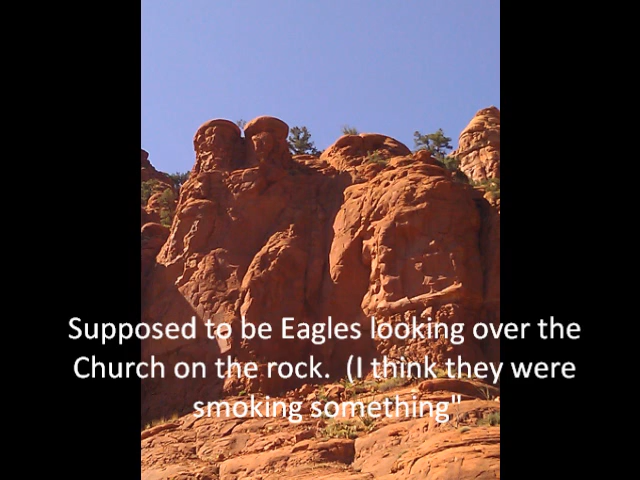 Supposed to be Eagles looking over the
Church on the rock.  (I think they were
smoking something"